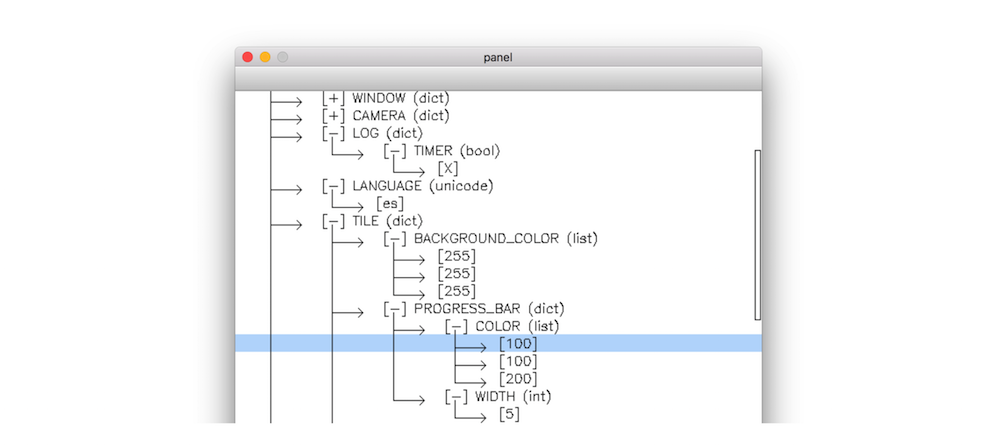 panel
[+] WINDOW (dict)
[+] CAMERA (dict)
[-] LOG (dict)
[-] TIMER (bool)
[X]
[-] LANGUAGE (unicode)
[es]
[-] TILE (dict)
[-] BACKGROUND_COLOR (list)
[255]
[255]
[255]
[-] PROGRESS_BAR (dict)
[-] COLOR (list)
[100]
[100]
[200]
[-] WIDTH (int)
[5]